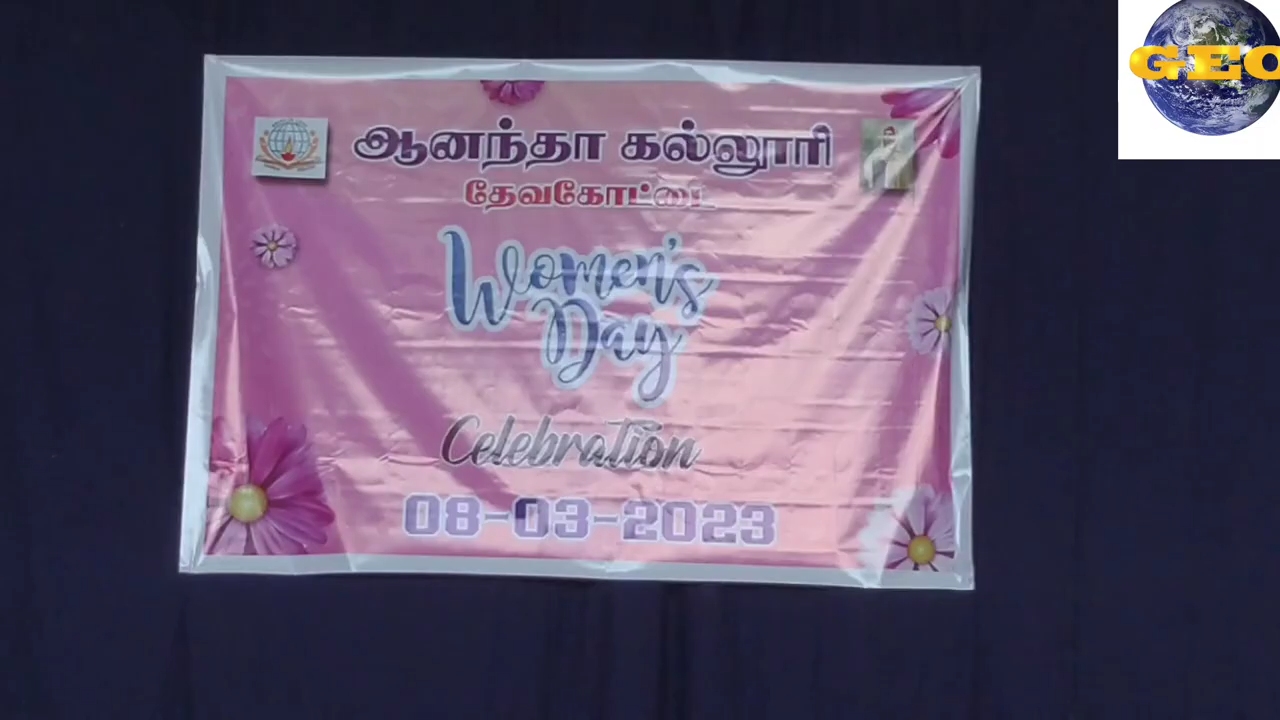 ஆனந்தா கல்லூரி
தேவகோட்டை
Women's
Day
Celebration
08-03-2023
GEO